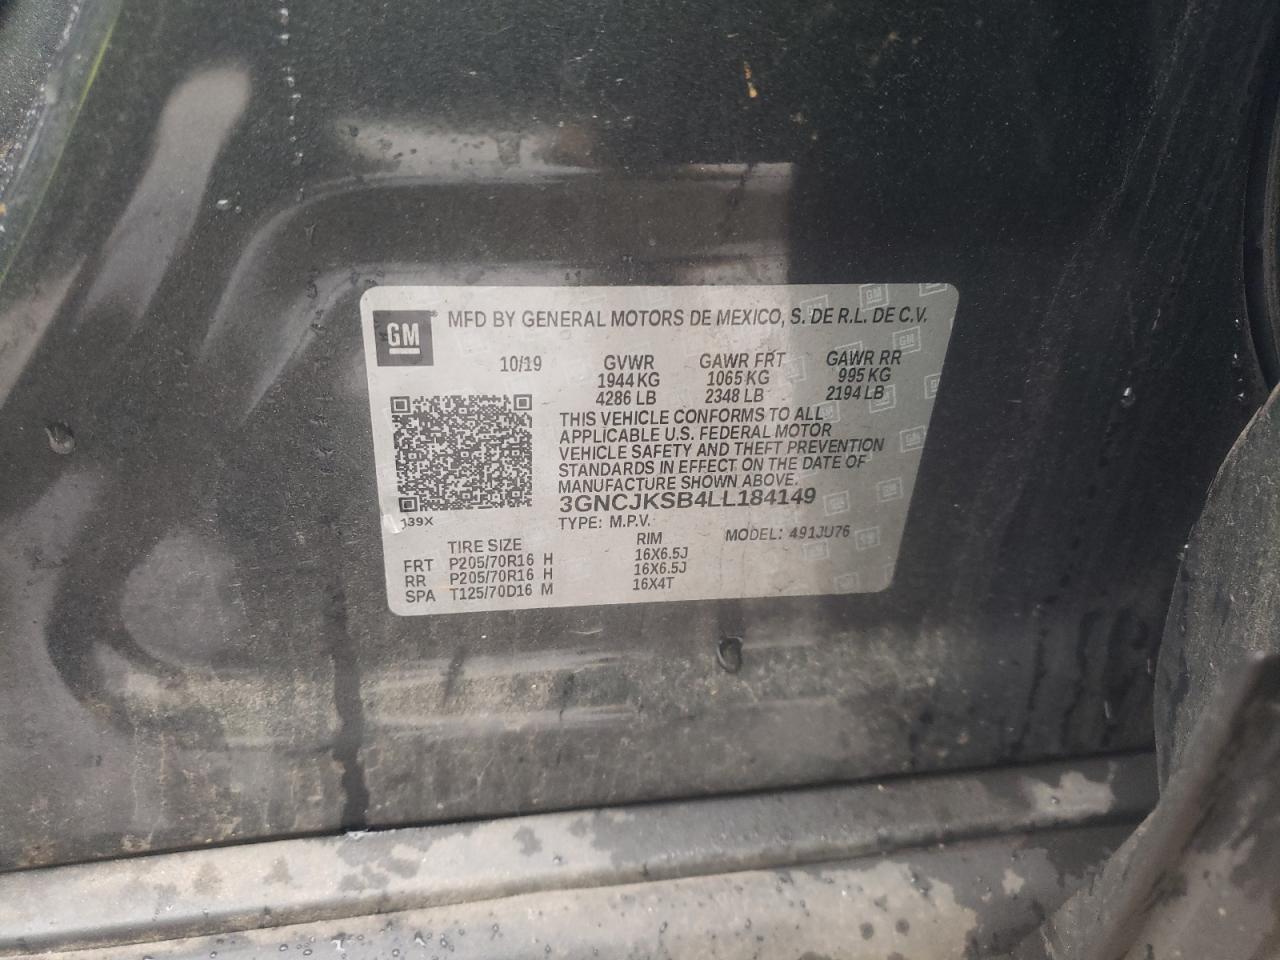 GM
MFD BY GENERAL MOTORS DE MEXICO, S. DE R.L. DE C.V.
10/19 GVWR GAWR FRT GAWR RR
1944 KG 1065 KG 995 KG
4286 LB 2348 LB 2194 LB
THIS VEHICLE CONFORMS TO ALL
APPLICABLE U.S. FEDERAL MOTOR
VEHICLE SAFETY AND THEFT PREVENTION
STANDARDS IN EFFECT ON THE DATE OF
MANUFACTURE SHOWN ABOVE.
3GNCJKSB4LL184149
139X
TYPE: M.P.V. MODEL: 491JU76
TIRE SIZE RIM
FRT P205/70R16 H 16X6.5J
RR P205/70R16 H 16X6.5J
SPA T125/70D16 M 16X4T